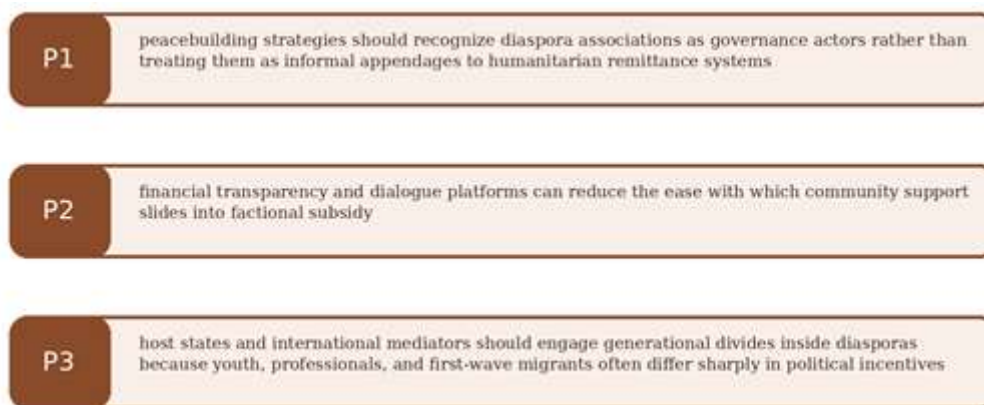 P1
peacebuilding strategies should recognize diaspora associations as governance actors rather than
treating them as informal appendages to humanitarian remittance systems
P2
financial transparency and dialogue platforms can reduce the ease with which community support
slides into factional subsidy
P3
host states and international mediators should engage generational divides inside diasporas
because youth, professionals, and first-wave migrants often differ sharply in political incentives